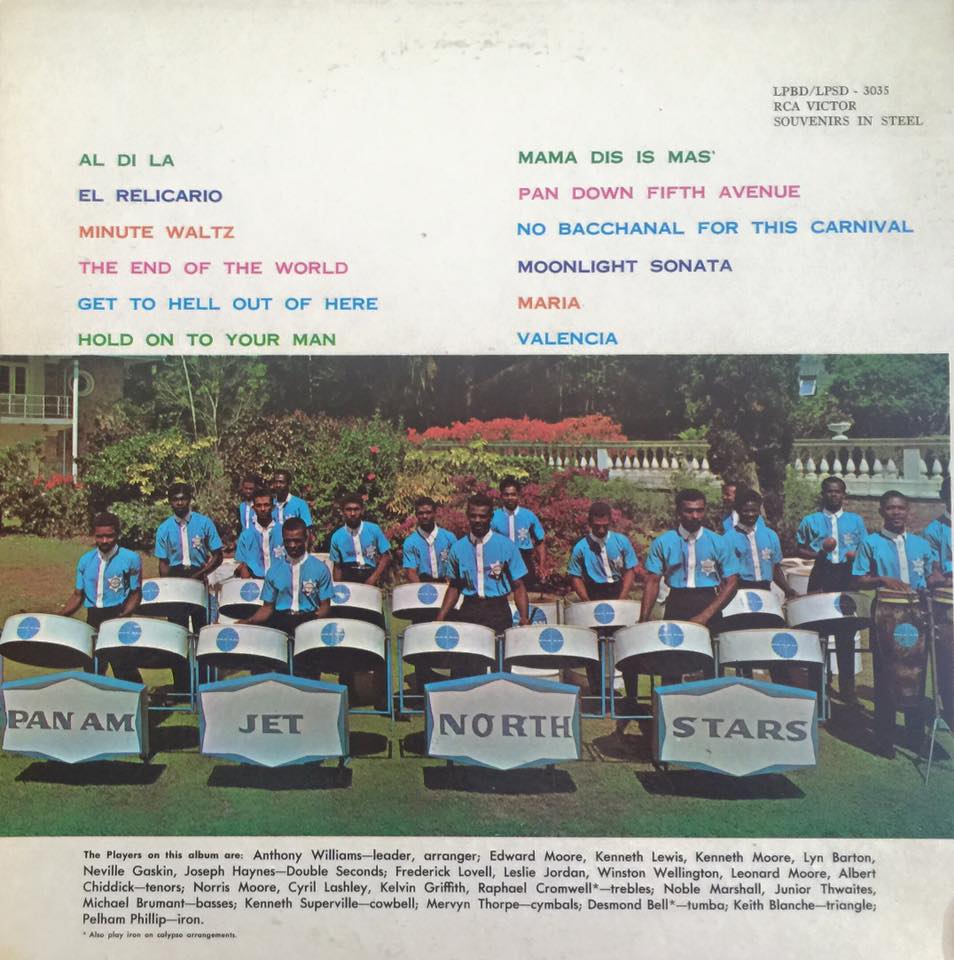 LPBD/LPSD - 3035
RCA VICTOR
SOUVENIRS IN STEEL
AL DI LA
EL RELICARIO
MINUTE WALTZ
THE END OF THE WORLD
GET TO HELL OUT OF HERE
HOLD ON TO YOUR MAN
MAMA DIS IS MAS'
PAN DOWN FIFTH AVENUE
NO BACCHANAL FOR THIS CARNIVAL
MOONLIGHT SONATA
MARIA
VALENCIA
PAN AM JET NORTH STARS
The Players on this album are: Anthony Williams—leader, arranger; Edward Moore, Kenneth Lewis, Kenneth Moore, Lyn Barton,
Neville Gaskin, Joseph Haynes—Double Seconds; Frederick Lovell, Leslie Jordan, Winston Wellington, Leonard Moore, Albert
Chiddick—tenors; Norris Moore, Cyril Lashley, Kelvin Griffith, Raphael Cromwell*—trebles; Noble Marshall, Junior Thwaites,
Michael Brumant—basses; Kenneth Superville—cowbell; Mervyn Thorpe—cymbals; Desmond Bell*—tumba; Keith Blanche—triangle;
Pelham Phillip—iron.
* Also play iron on calypso arrangements.